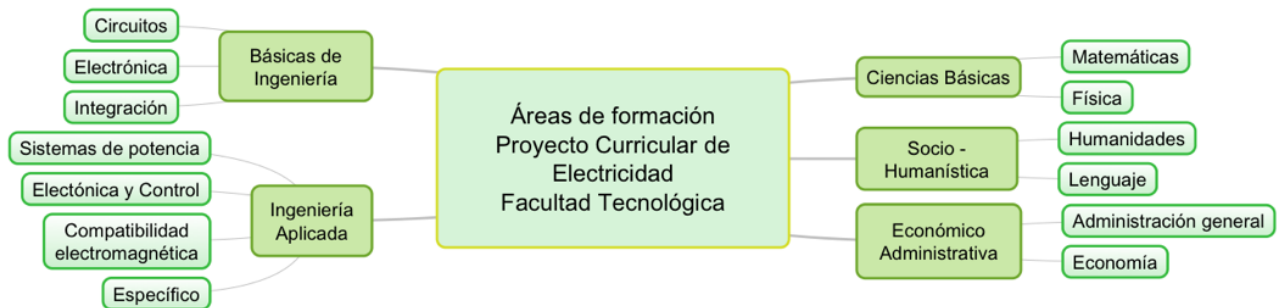 Circuitos
Electrónica
Integración
Básicas de
Ingeniería
Sistemas de potencia
Electónica y Control
Compatibilidad
electromagnética
Específico
Ingeniería
Aplicada
Áreas de formación
Proyecto Curricular de
Electricidad
Facultad Tecnológica
Ciencias Básicas
Matemáticas
Física
Socio -
Humanística
Humanidades
Lenguaje
Económico
Administrativa
Administración general
Economía